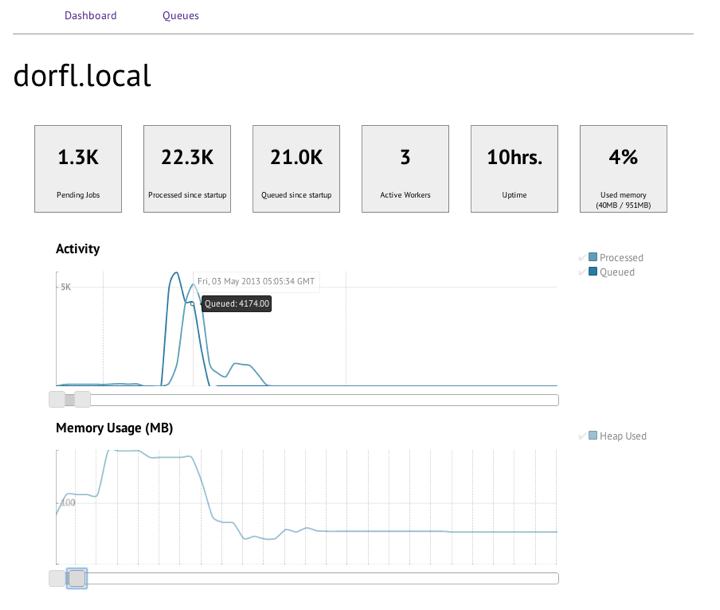 Dashboard Queues
dorfl.local
1.3K 22.3K 21.0K 3 10hrs. 4%
Pending Jobs Processed since startup Queued since startup Active Workers Uptime Used memory
(40MB / 951MB)
Activity
Processed
Queued
Fri, 03 May 2013 05:05:34 GMT
5K
Queued: 4174.00
Memory Usage (MB)
Heap Used
100